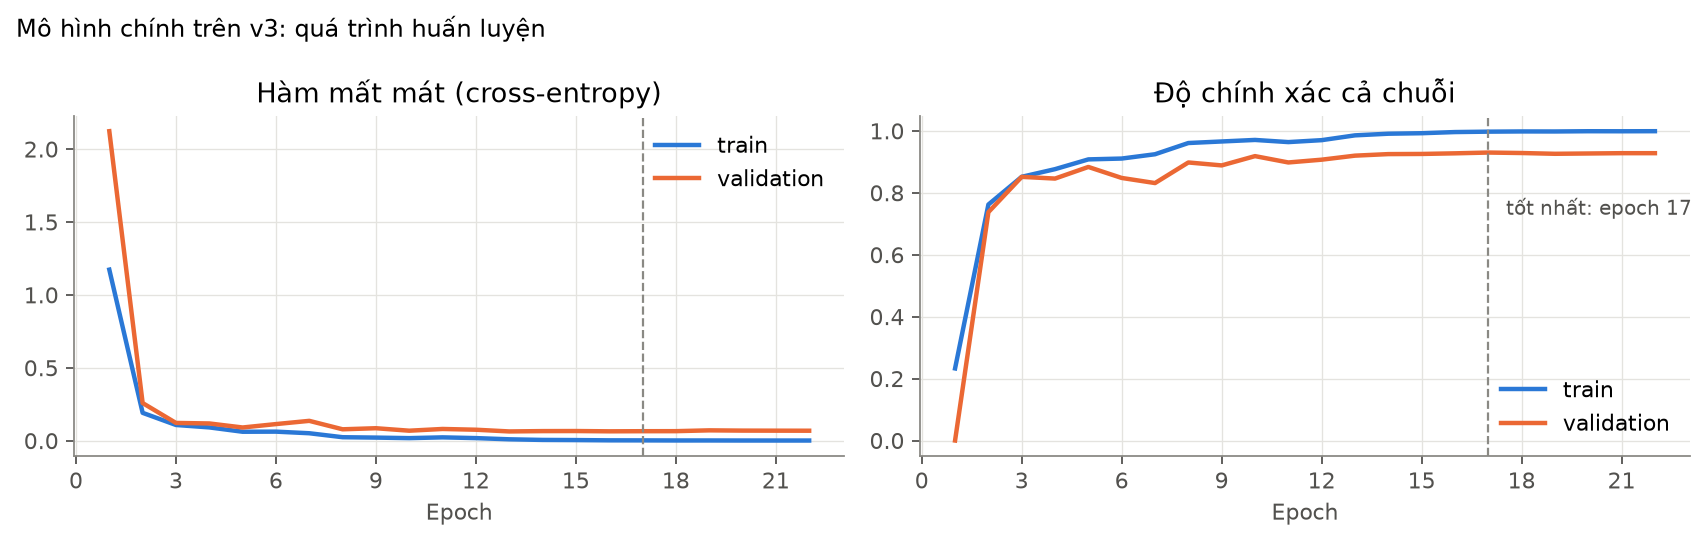 Mô hình chính trên v3: quá trình huấn luyện
Hàm mất mát (cross-entropy)
2.0
1.5
1.0
0.5
0.0
0 3 6 9 12 15 18 21
Epoch
train
validation
Độ chính xác cả chuỗi
1.0
0.8
0.6
0.4
0.2
0.0
0 3 6 9 12 15 18 21
Epoch
tốt nhất: epoch 17
train
validation